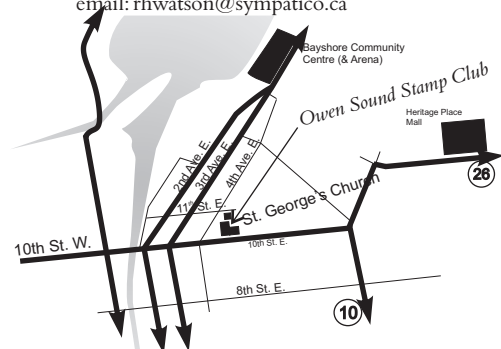 email: rhwatson@sympatico.ca
Bayshore Community
Centre (& Arena)
Owen Sound Stamp Club
Heritage Place
Mall
2nd Ave. E.
3rd Ave. E.
4th Ave. E.
26
11th St. E.
St. George's Church
10th St. W.
10th St. E.
8th St. E.
10